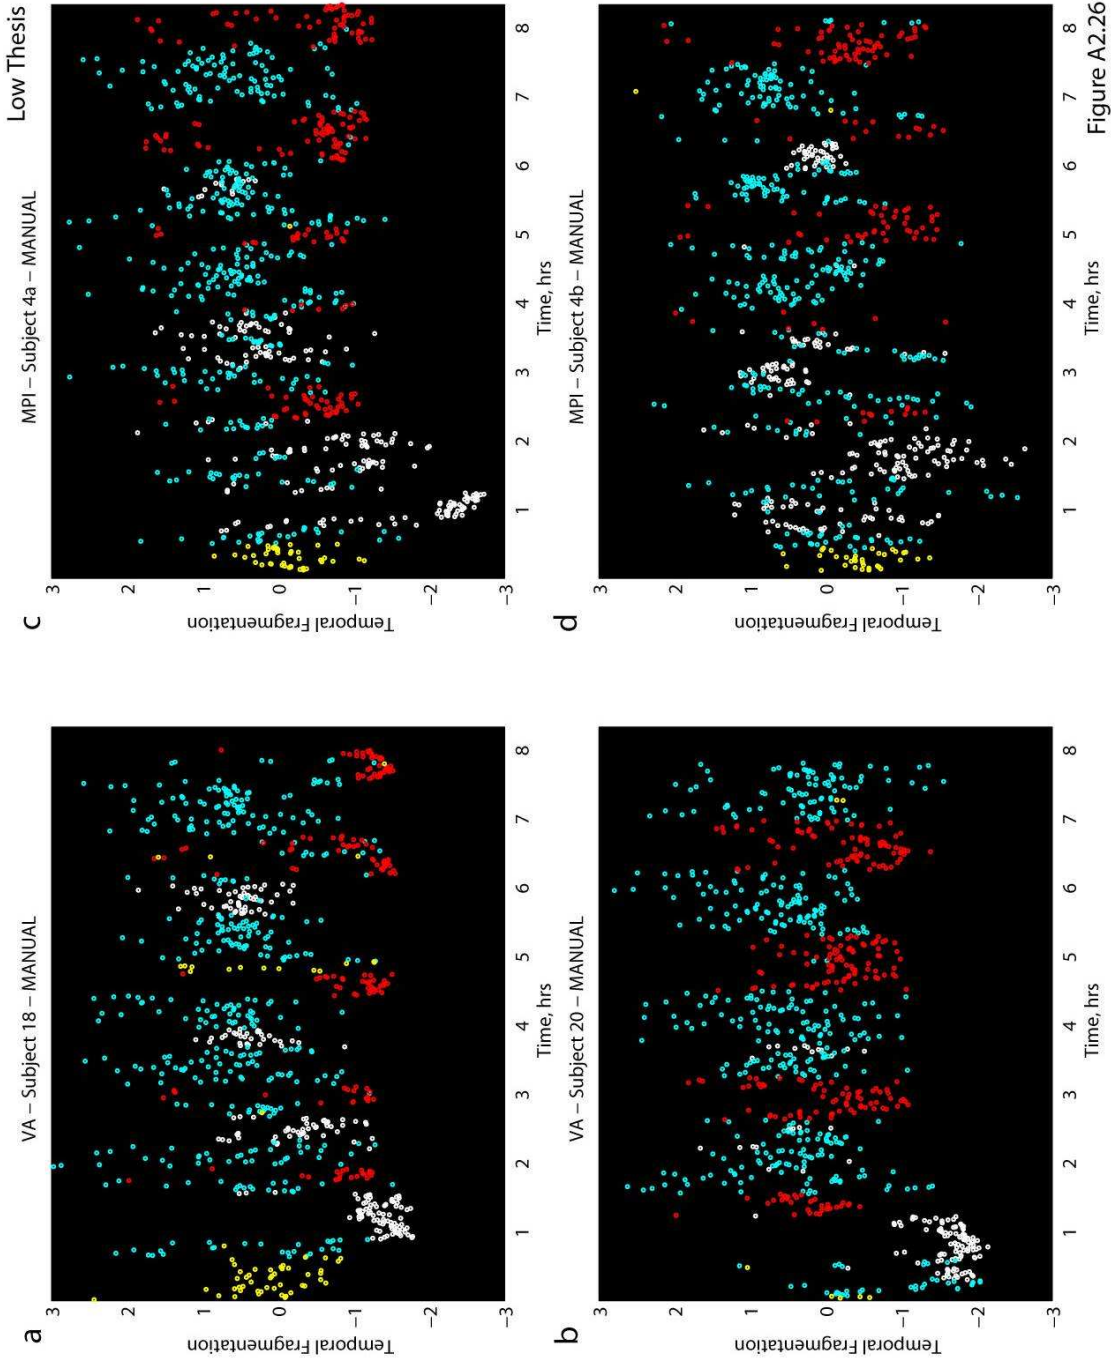 Low Thesis
a
VA – Subject 18 – MANUAL
Temporal Fragmentation
3
2
1
0
−1
−2
−3
1 2 3 4 5 6 7 8
Time, hrs
c
MPI – Subject 4a – MANUAL
Temporal Fragmentation
3
2
1
0
−1
−2
−3
1 2 3 4 5 6 7 8
Time, hrs
b
VA – Subject 20 – MANUAL
Temporal Fragmentation
3
2
1
0
−1
−2
−3
1 2 3 4 5 6 7 8
Time, hrs
d
MPI – Subject 4b – MANUAL
Temporal Fragmentation
3
2
1
0
−1
−2
−3
1 2 3 4 5 6 7 8
Time, hrs
Figure A2.26